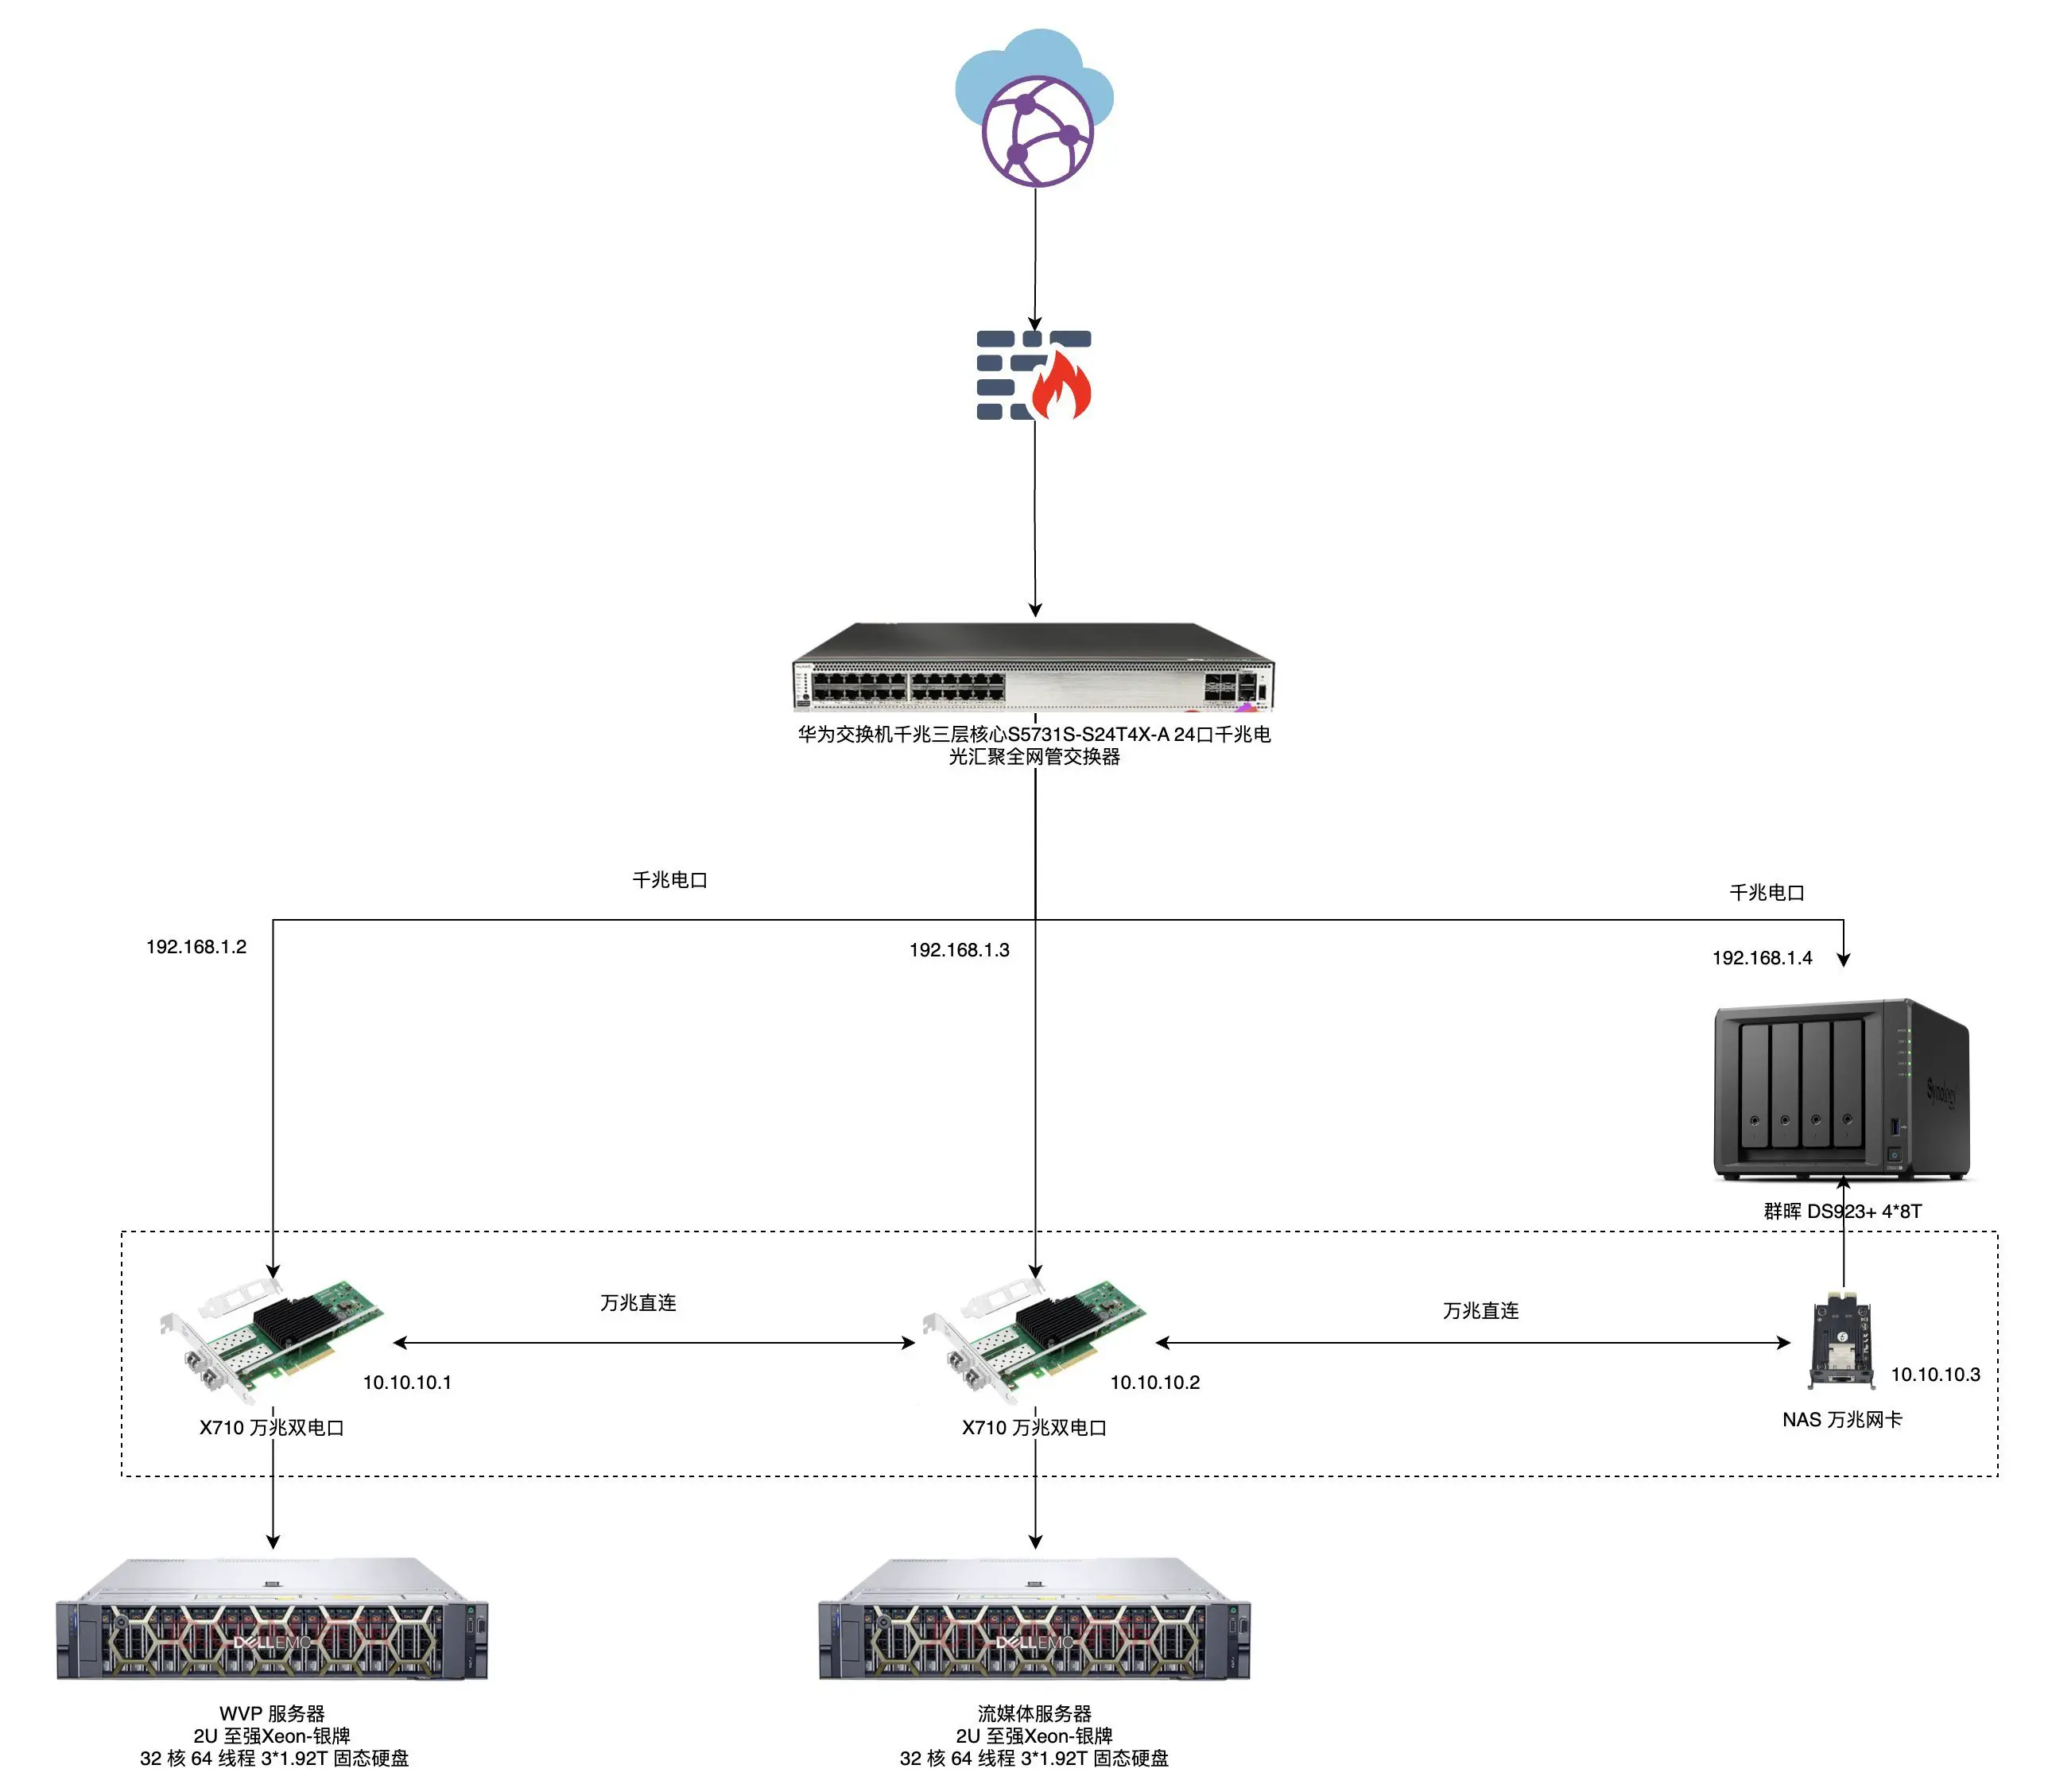 华为交换机千兆三层核心S5731S-S24T4X-A 24口千兆电
光汇聚全网管交换器
千兆电口
千兆电口
192.168.1.2
192.168.1.3
192.168.1.4
Synology
群晖 DS923+ 4*8T
万兆直连
万兆直连
10.10.10.1
10.10.10.2
10.10.10.3
X710 万兆双电口
X710 万兆双电口
NAS 万兆网卡
DELLEMC
DELLEMC
WVP 服务器
2U 至强Xeon-银牌
32 核 64 线程 3*1.92T 固态硬盘
流媒体服务器
2U 至强Xeon-银牌
32 核 64 线程 3*1.92T 固态硬盘